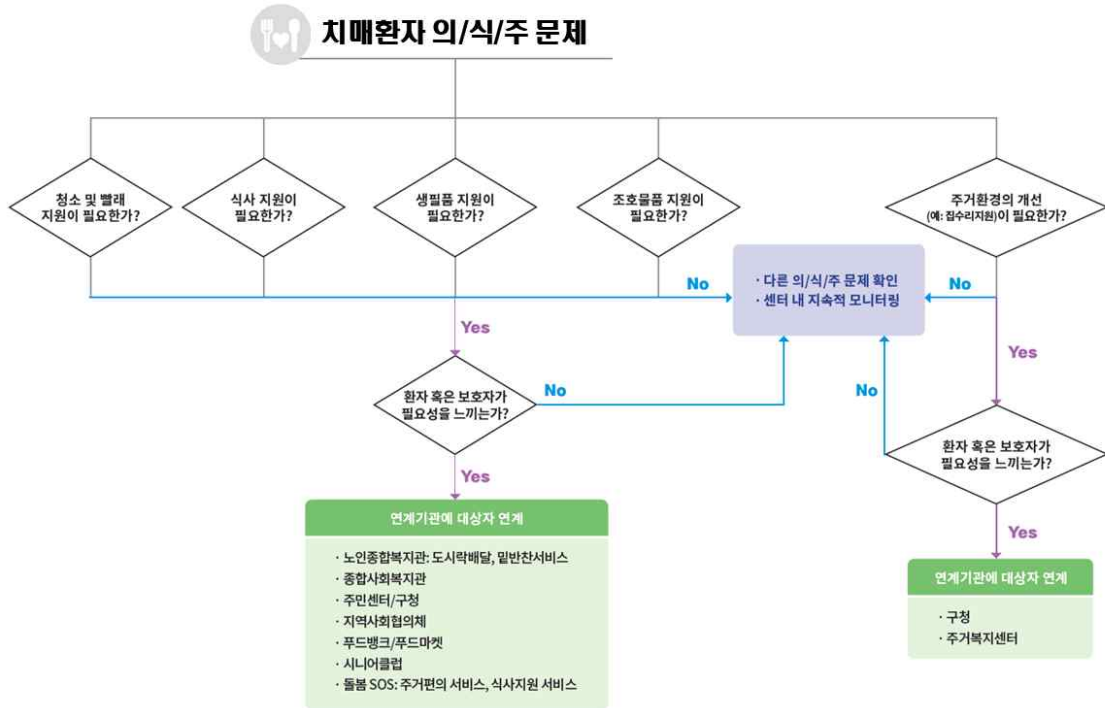 치매환자 의/식/주 문제
청소 및 빨래
지원이 필요한가?
식사 지원이
필요한가?
생필품 지원이
필요한가?
조호물품 지원이
필요한가?
주거환경의 개선
(예: 집수리지원)이 필요한가?
· 다른 의/식/주 문제 확인
· 센터 내 지속적 모니터링
No
No
Yes
Yes
환자 혹은 보호자가
필요성을 느끼는가?
No
No
환자 혹은 보호자가
필요성을 느끼는가?
Yes
Yes
연계기관에 대상자 연계
· 노인종합복지관: 도시락배달, 밑반찬서비스
· 종합사회복지관
· 주민센터/구청
· 지역사회협의체
· 푸드뱅크/푸드마켓
· 시니어클럽
· 돌봄 SOS: 주거편의 서비스, 식사지원 서비스
연계기관에 대상자 연계
· 구청
· 주거복지센터